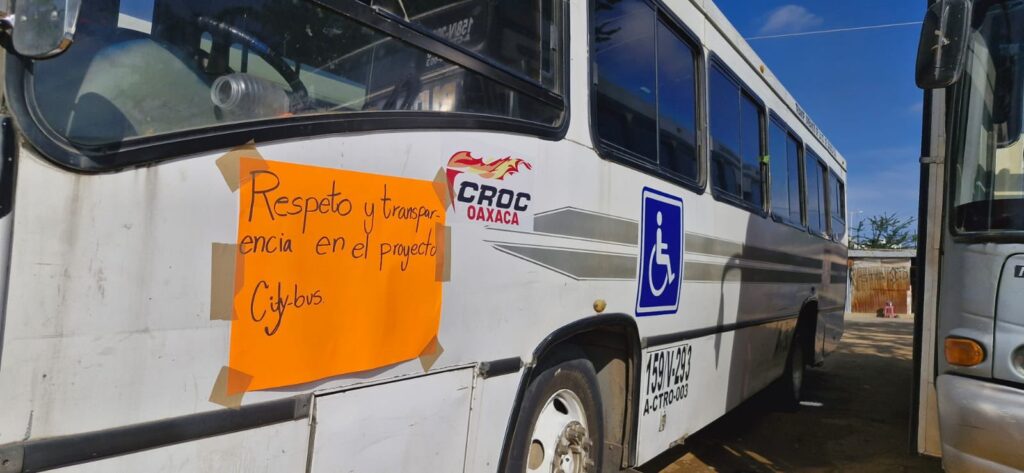 Respeto y transpar-
encia en el proyecto
City-bus.
CROC
OAXACA
159/V-293
A-CTRO-003